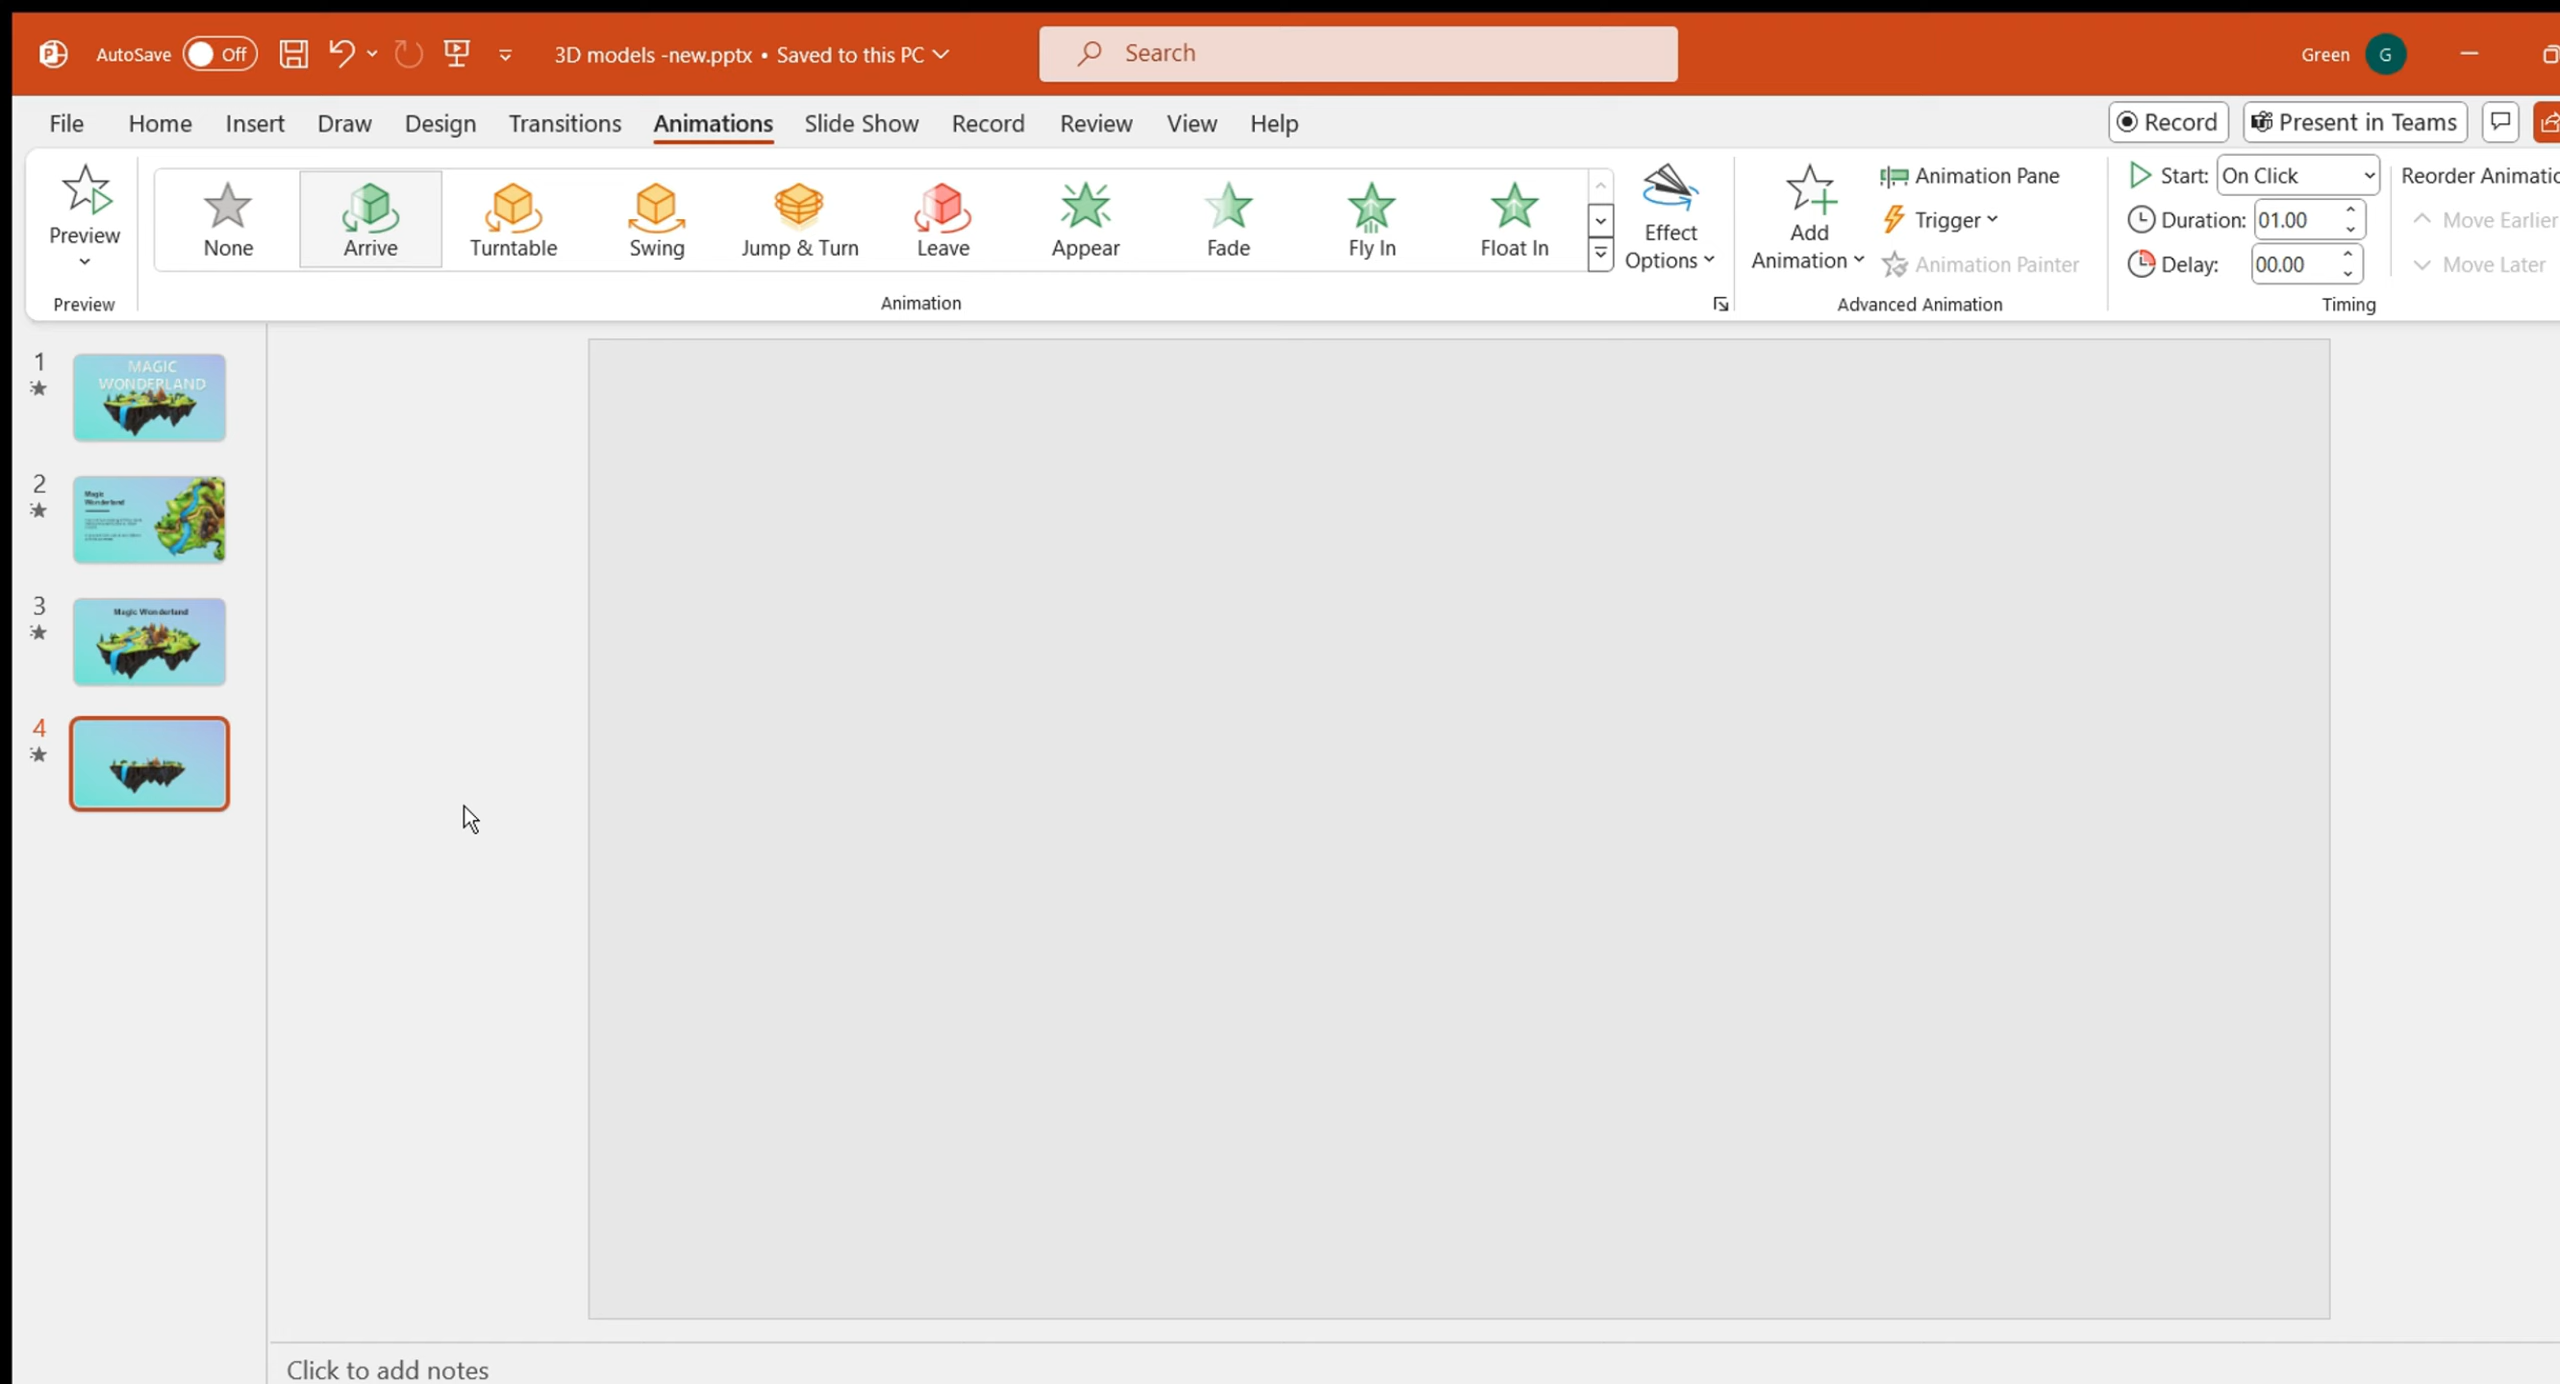 AutoSave Off 3D models -new.pptx • Saved to this PC Search Green G
File Home Insert Draw Design Transitions Animations Slide Show Record Review View Help Record Present in Teams
Preview None Arrive Turntable Swing Jump & Turn Leave Appear Fade Fly In Float In Effect Options Add Animation Animation Pane Trigger Animation Painter Start: On Click Duration: 01.00 Delay: 00.00 Reorder Move Earlier Move Later
Preview Animation Advanced Animation Timing
1
MAGIC
WONDERLAND
2
Magic
Wonderland
3
Magic Wonderland
4
Click to add notes